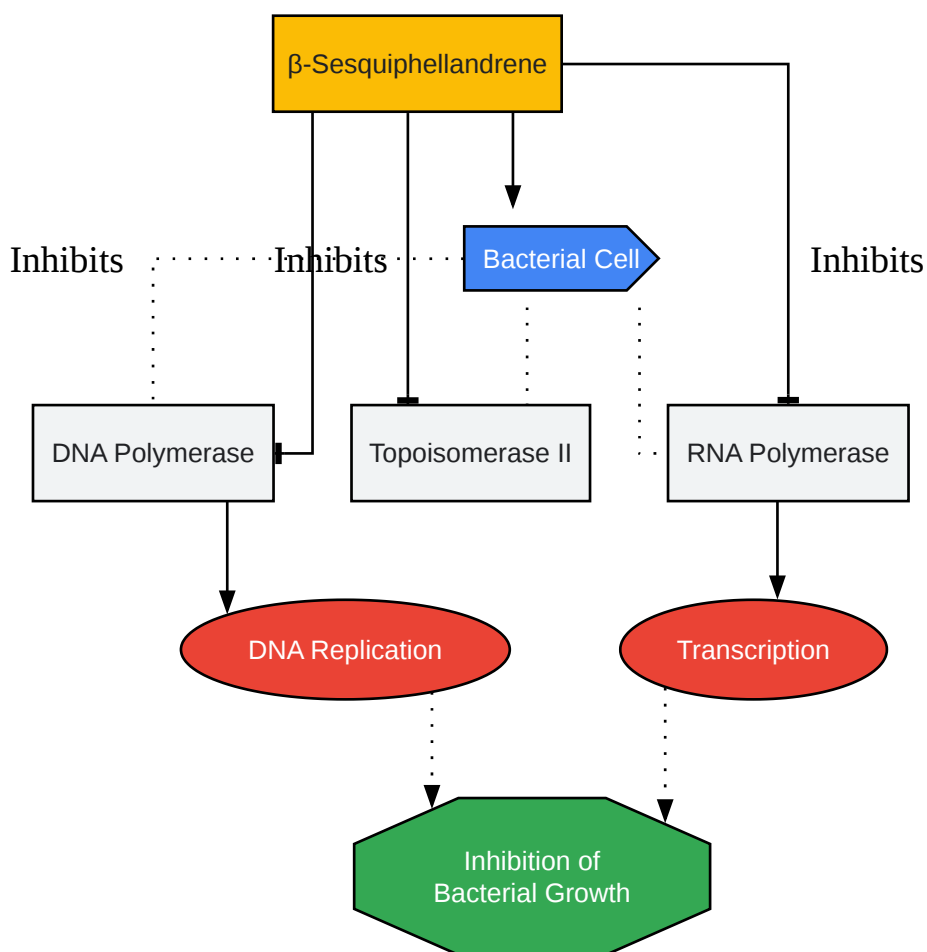 β-Sesquiphellandrene
Inhibits
Inhibits
Bacterial Cell
Inhibits
DNA Polymerase
Topoisomerase II
RNA Polymerase
DNA Replication
Transcription
Inhibition of
Bacterial Growth